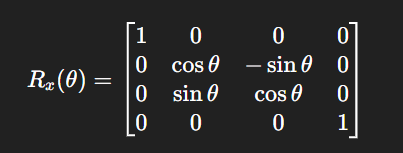 R_x(θ) =
1 0 0 0
0 cos θ − sin θ 0
0 sin θ cos θ 0
0 0 0 1